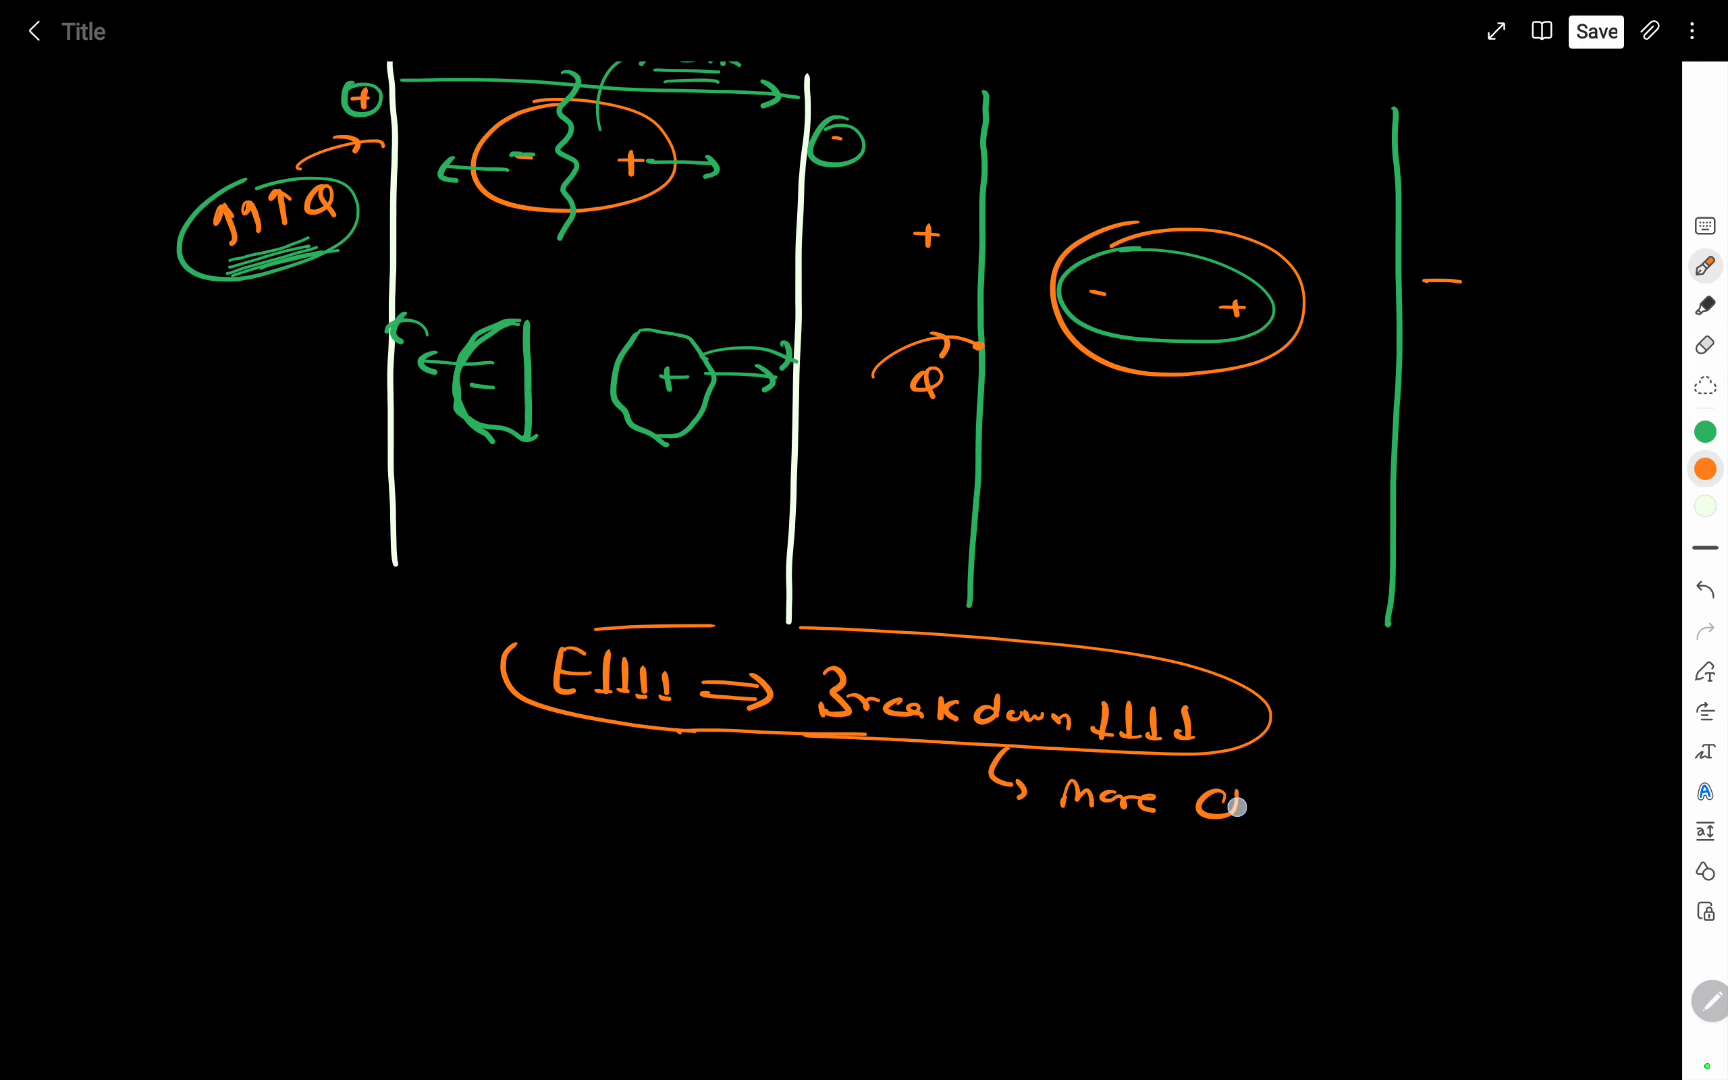 Title
Save
+
-
- +
↑↑↑ Q
+
- +
-
- +
Q
E↓↓↓↓ ⇒ Breakdown ↓↓↓↓
↳ more